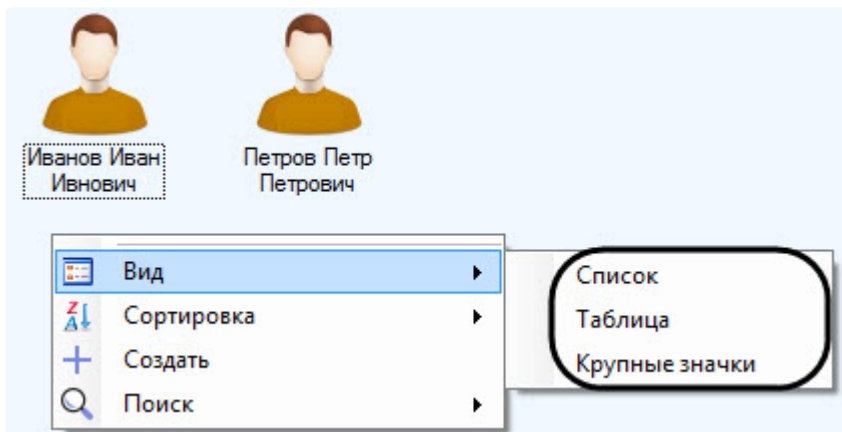 Иванов Иван
Ивнович
Петров Петр
Петрович
Вид
Сортировка
Создать
Поиск
Список
Таблица
Крупные значки